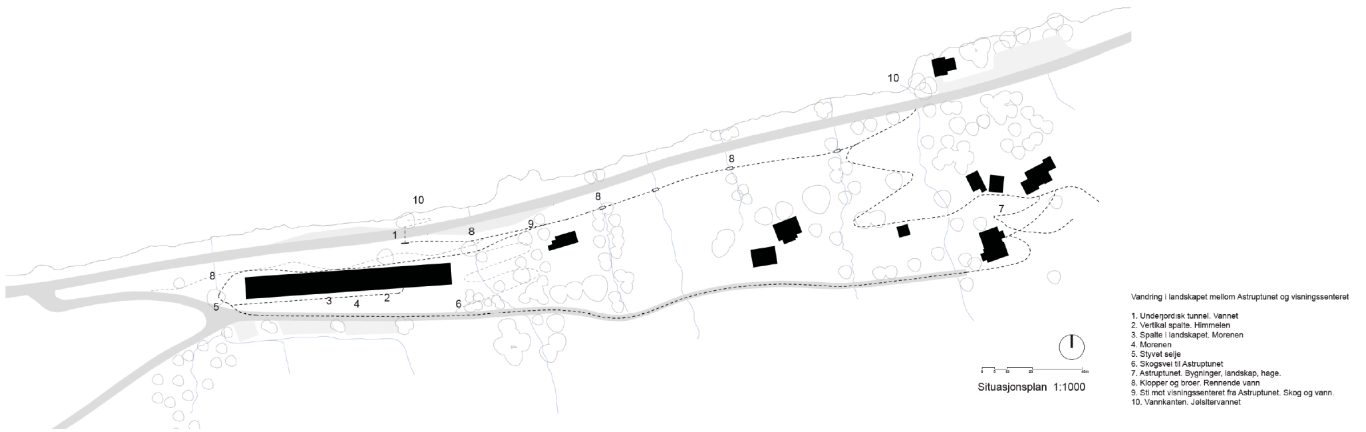 10
8
10
1
8
9
8
7
8
5
3
4
2
6
Vandring i landskapet mellom Astruptunet og visningssenteret
1. Underjordisk tunnel. Vannet
2. Vertikal spalte. Himmelen
3. Spalte i landskapet. Morenen
4. Morenen
5. Styvet selje
6. Skogsvei til Astruptunet
7. Astruptunet. Bygninger, landskap, hage.
8. Klopper og broer. Rennende vann
9. Sti mot visningssenteret fra Astruptunet. Skog og vann.
10. Vannkanten. Jølstervannet
Situasjonsplan 1:1000